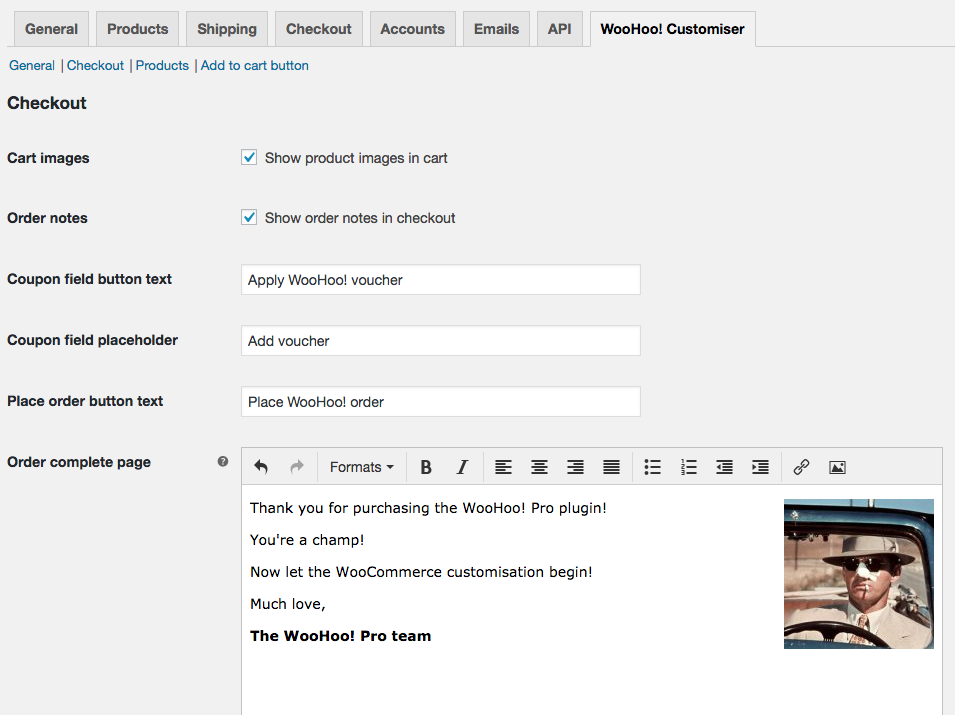 General Products Shipping Checkout Accounts Emails API WooHoo! Customiser
General | Checkout | Products | Add to cart button
Checkout
Cart images Show product images in cart
Order notes Show order notes in checkout
Coupon field button text Apply WooHoo! voucher
Coupon field placeholder Add voucher
Place order button text Place WooHoo! order
Order complete page ? Formats B I
Thank you for purchasing the WooHoo! Pro plugin!
You're a champ!
Now let the WooCommerce customisation begin!
Much love,
The WooHoo! Pro team